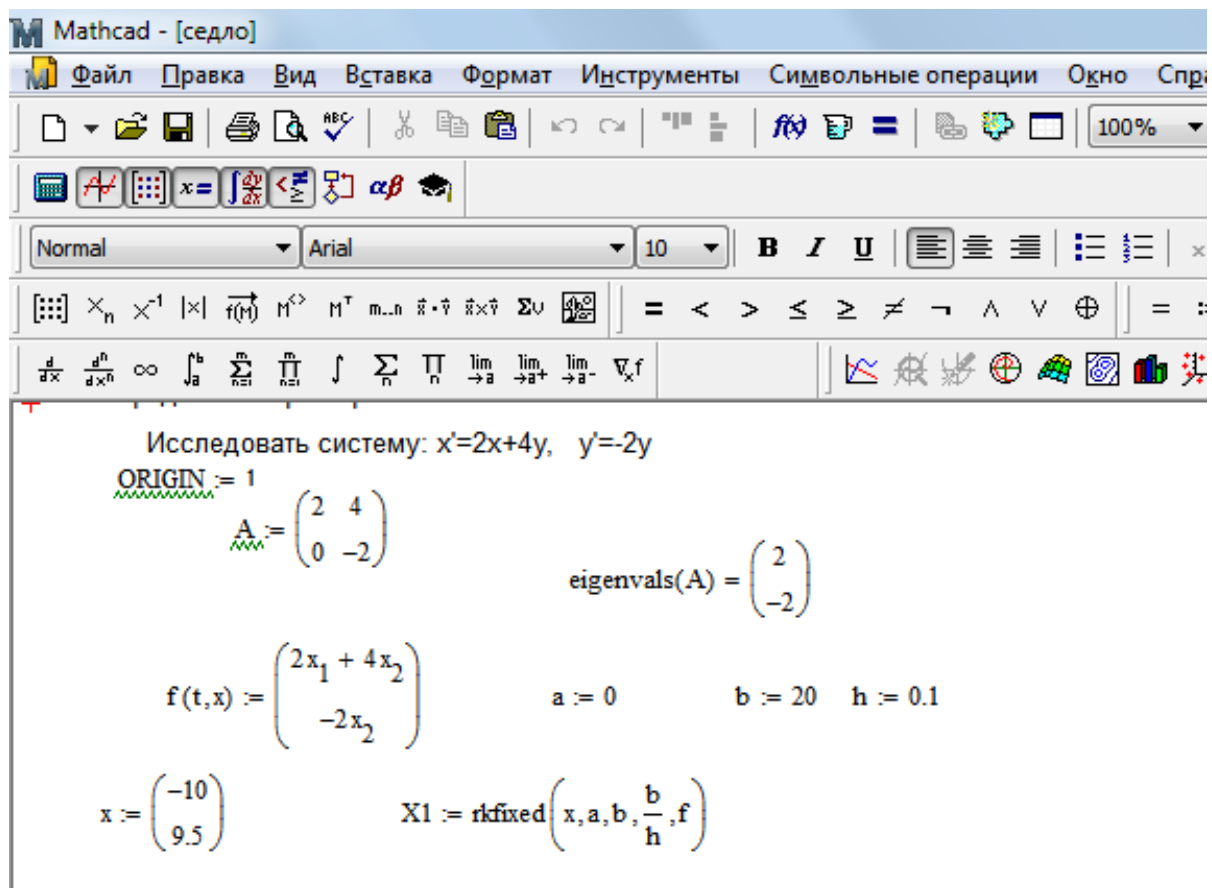 Mathcad - [седло]
Файл Правка Вид Вставка Формат Инструменты Символьные операции Окно
100%
Normal Arial 10 B I U
Исследовать систему: x'=2x+4y, y'=-2y
ORIGIN := 1
A := (2 4
0 −2)
eigenvals(A) = (2
−2)
f(t,x) := (2x₁ + 4x₂
−2x₂) a := 0 b := 20 h := 0.1
x := (−10
9.5) X1 := rkfixed(x,a,b,b/h,f)